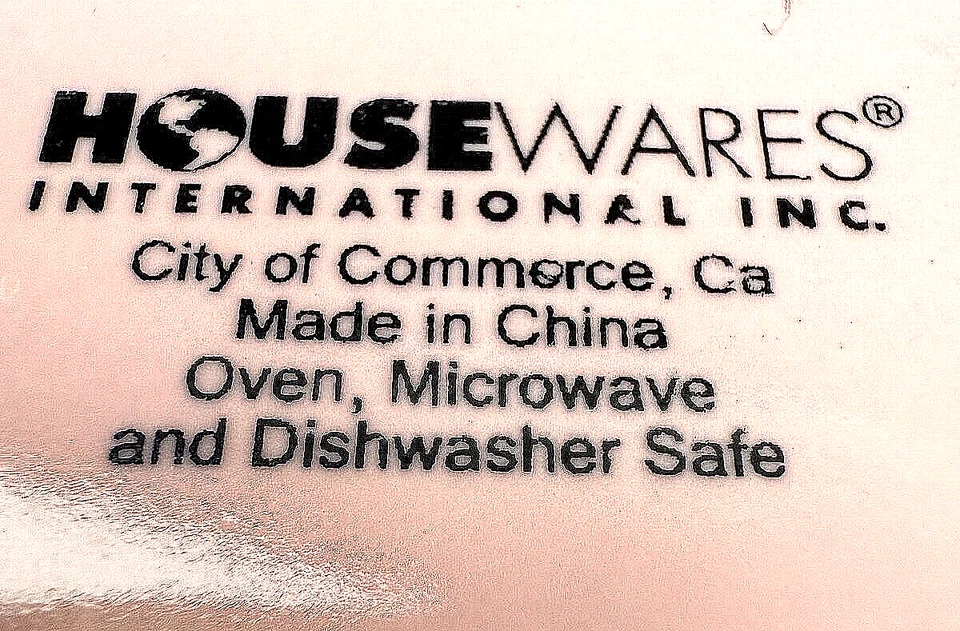 HOUSEWARES®
INTERNATIONAL INC.
City of Commerce, Ca
Made in China
Oven, Microwave
and Dishwasher Safe